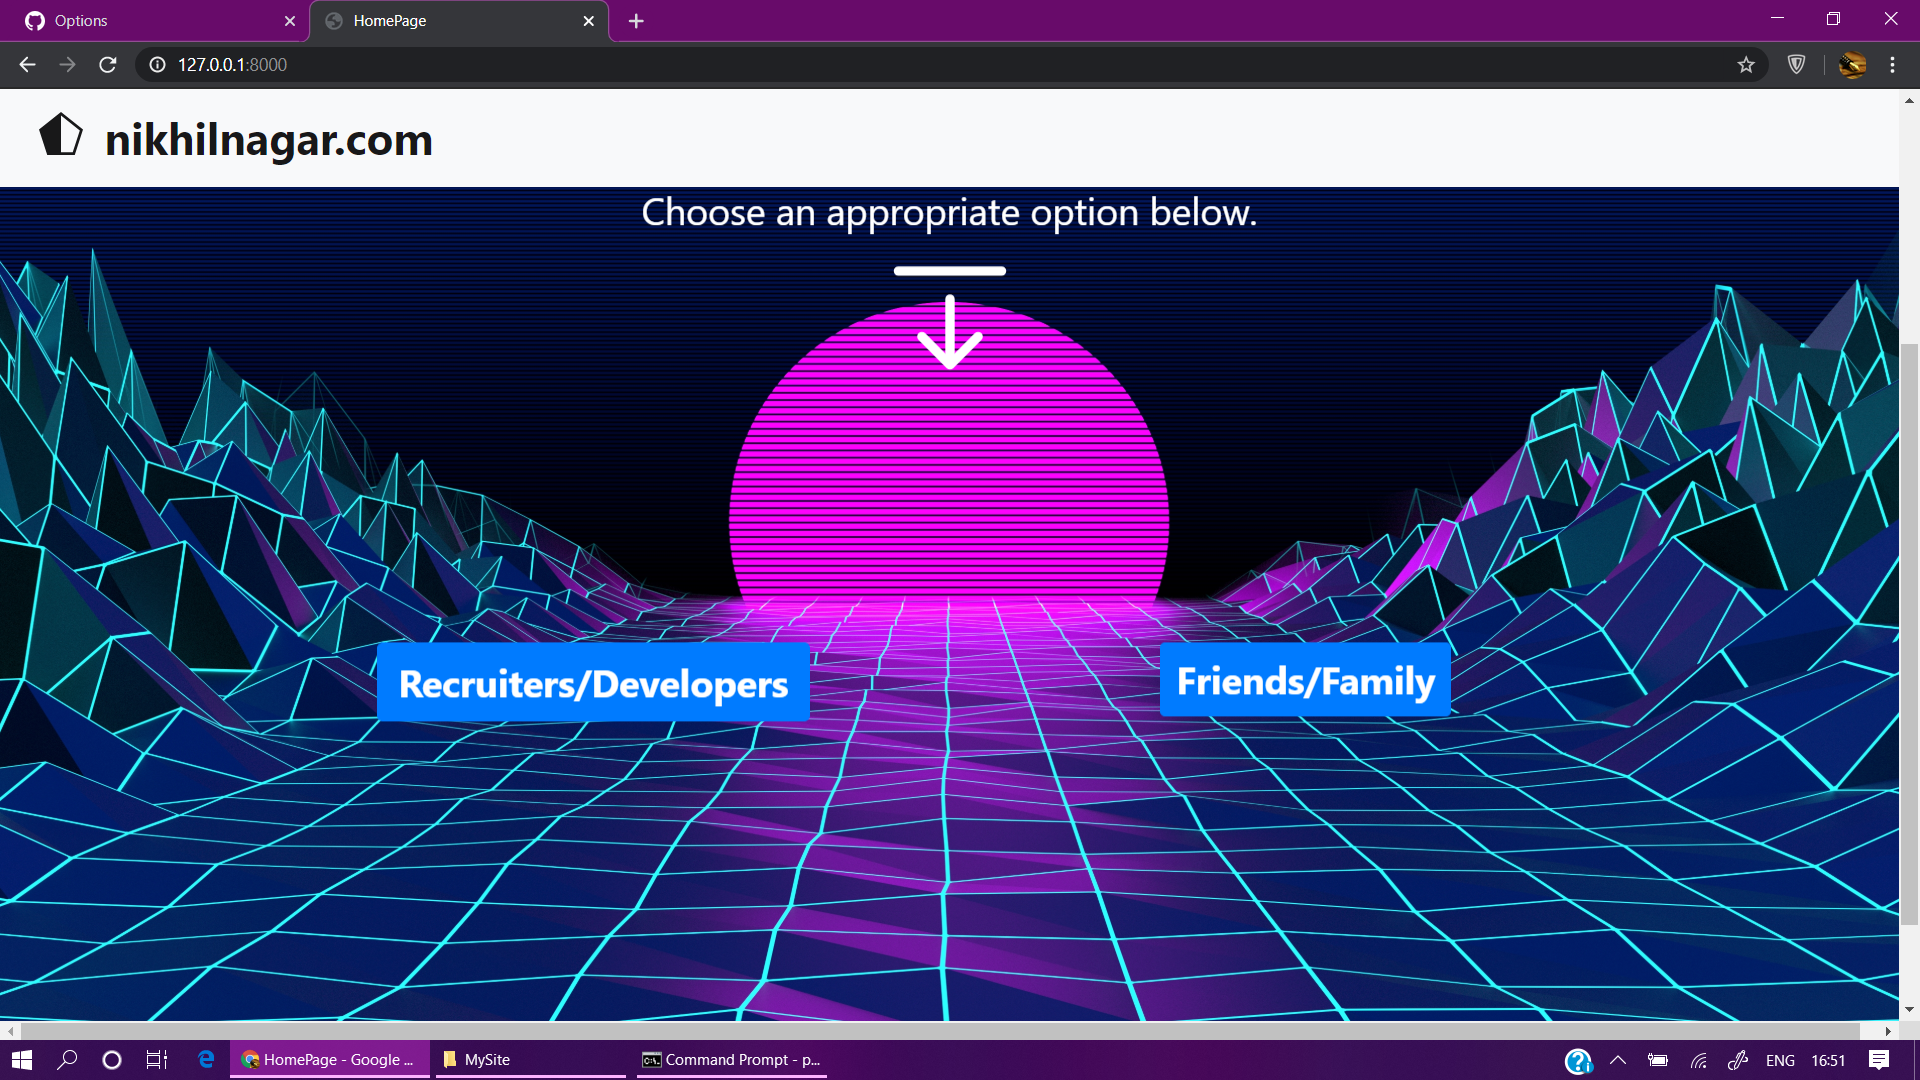 Options
HomePage
127.0.0.1:8000
nikhilnagar.com
Choose an appropriate option below.
Recruiters/Developers
Friends/Family
HomePage - Google ...
MySite
Command Prompt - p...
ENG
16:51